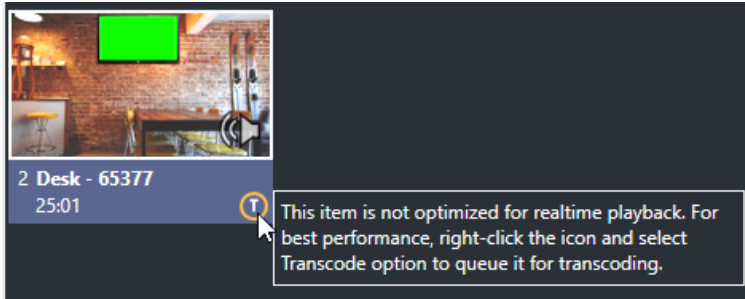 2 Desk - 65377
25:01
T
This item is not optimized for realtime playback. For
best performance, right-click the icon and select
Transcode option to queue it for transcoding.